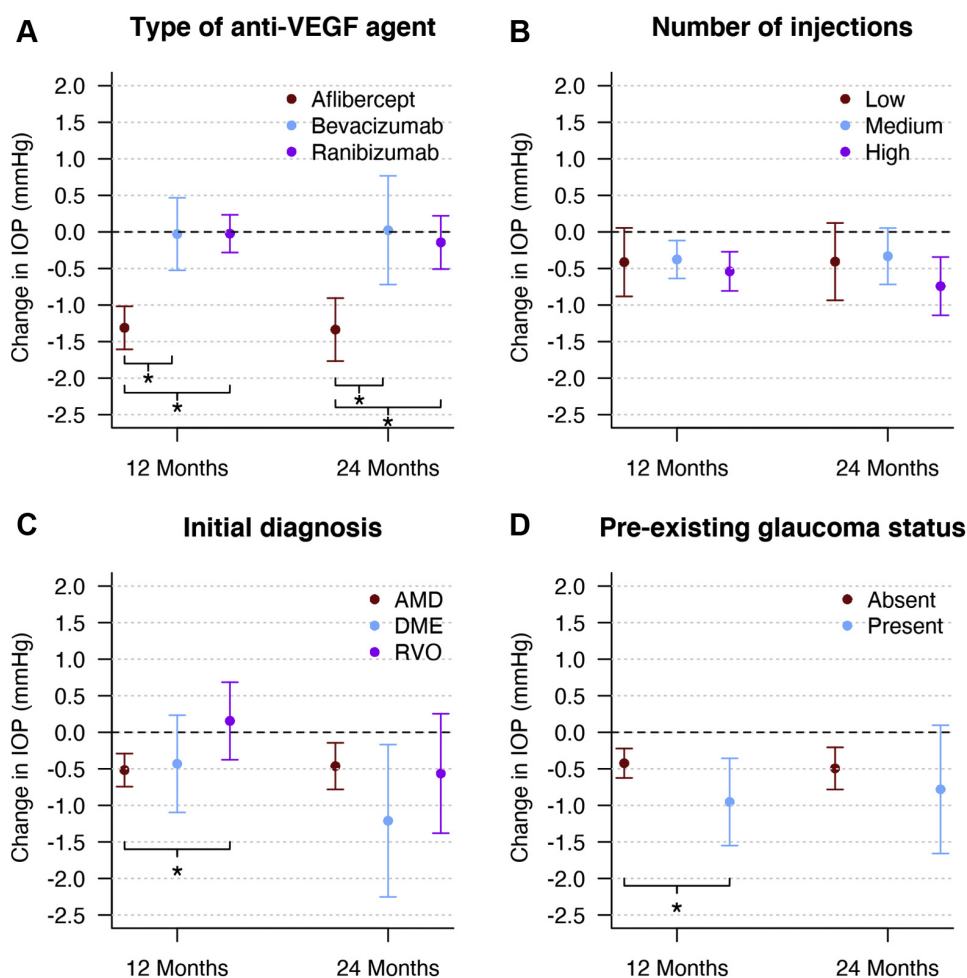 A
Type of anti-VEGF agent
Change in IOP (mmHg)
2.0
1.5
1.0
0.5
0.0
-0.5
-1.0
-1.5
-2.0
-2.5
Aflibercept
Bevacizumab
Ranibizumab
*
*
*
*
12 Months
24 Months
B
Number of injections
Change in IOP (mmHg)
2.0
1.5
1.0
0.5
0.0
-0.5
-1.0
-1.5
-2.0
-2.5
Low
Medium
High
12 Months
24 Months
C
Initial diagnosis
Change in IOP (mmHg)
2.0
1.5
1.0
0.5
0.0
-0.5
-1.0
-1.5
-2.0
-2.5
AMD
DME
RVO
*
12 Months
24 Months
D
Pre-existing glaucoma status
Change in IOP (mmHg)
2.0
1.5
1.0
0.5
0.0
-0.5
-1.0
-1.5
-2.0
-2.5
Absent
Present
*
12 Months
24 Months